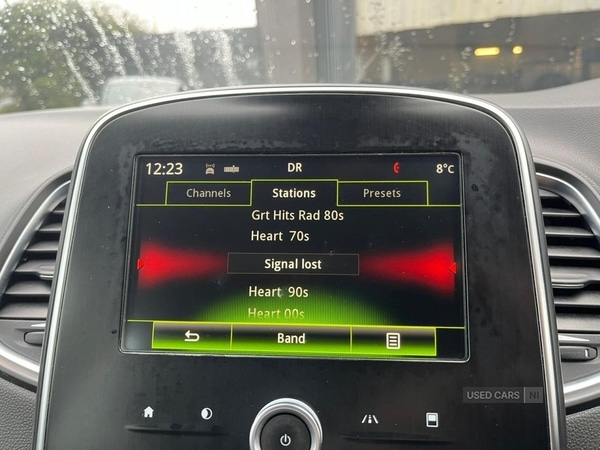 12:23
DR
8°C
Channels
Stations
Presets
Grt Hits Rad 80s
Heart 70s
Signal lost
Heart 90s
Heart 00s
Band
USED CARS NI